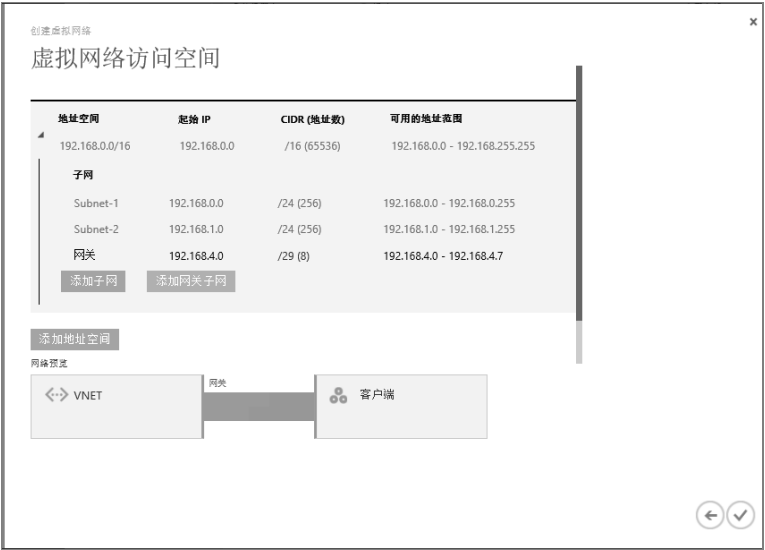 创建虚拟网络
虚拟网络访问空间
地址空间 起始 IP CIDR (地址数) 可用的地址范围
192.168.0.0/16 192.168.0.0 /16 (65536) 192.168.0.0 - 192.168.255.255
子网
Subnet-1 192.168.0.0 /24 (256) 192.168.0.0 - 192.168.0.255
Subnet-2 192.168.1.0 /24 (256) 192.168.1.0 - 192.168.1.255
网关 192.168.4.0 /29 (8) 192.168.4.0 - 192.168.4.7
添加子网 添加网关子网
添加地址空间
网络预览
VNET 网关 客户端